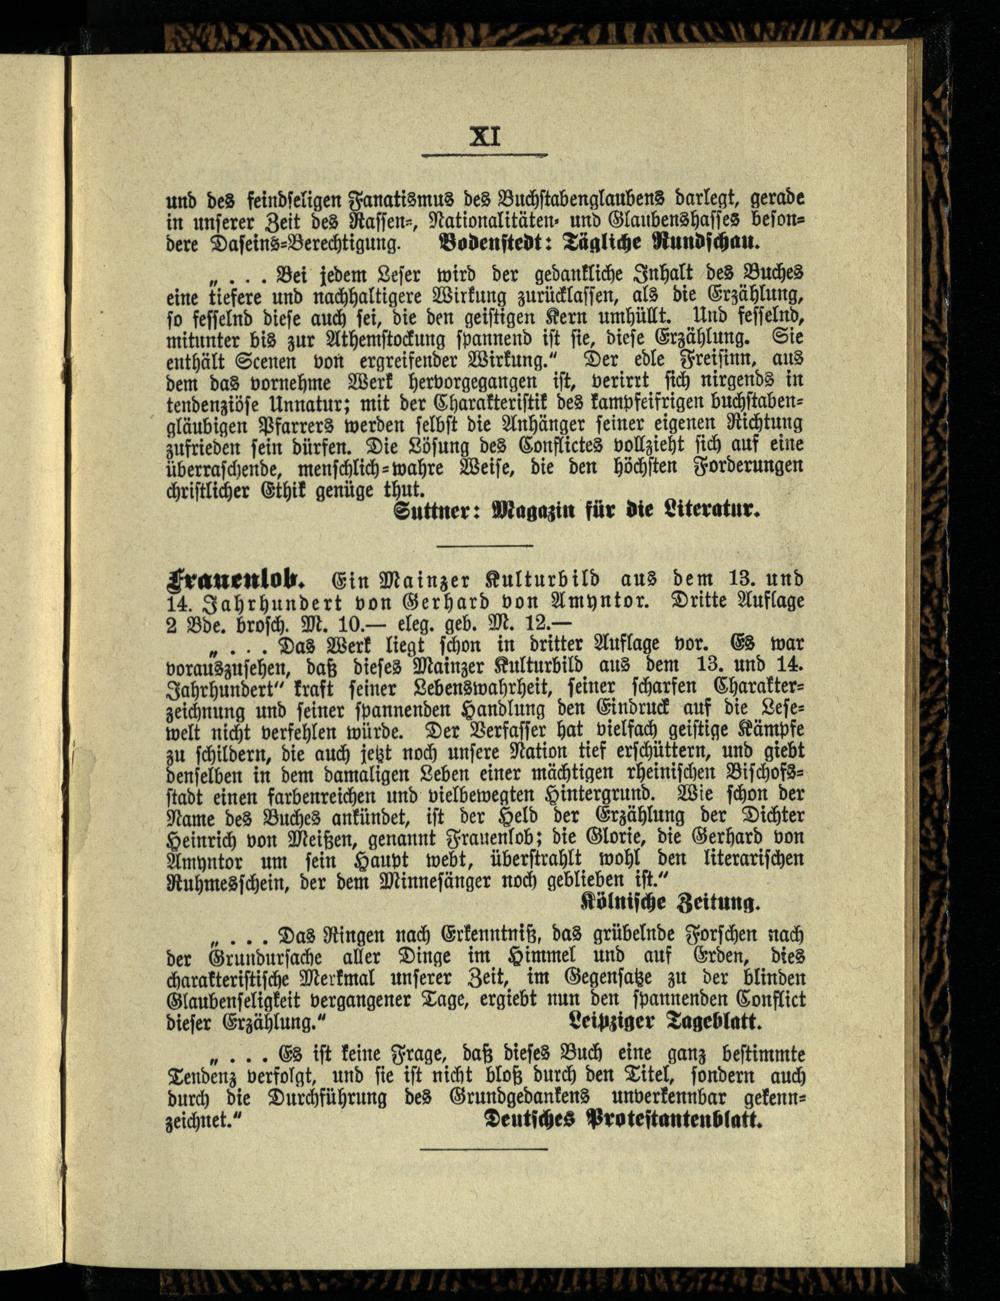 XI
und des feindseligen Fanatismus des Buchstabenglaubens darlegt, gerade
in unserer Zeit des Rassen-, Nationalitäten- und Glaubenshasses beson-
dere Daseins-Berechtigung. Bodenstedt: Tägliche Rundschau.
„ . . . Bei jedem Leser wird der gedankliche Inhalt des Buches
eine tiefere und nachhaltigere Wirkung zurücklassen, als die Erzählung,
so fesselnd diese auch sei, die den geistigen Kern umhüllt. Und fesselnd,
mitunter bis zur Athemstockung spannend ist sie, diese Erzählung. Sie
enthält Scenen von ergreifender Wirkung.“ Der edle Freisinn, aus
dem das vornehme Werk hervorgegangen ist, verirrt sich nirgends in
tendenziöse Unnatur; mit der Charakteristik des kampfeifrigen buchstaben-
gläubigen Pfarrers werden selbst die Anhänger seiner eigenen Richtung
zufrieden sein dürfen. Die Lösung des Conflictes vollzieht sich auf eine
überraschende, menschlich-wahre Weise, die den höchsten Forderungen
christlicher Ethik genüge thut.
Suttner: Magazin für die Literatur.
Frauenlob. Ein Mainzer Kulturbild aus dem 13. und
14. Jahrhundert von Gerhard von Amyntor. Dritte Auflage
2 Bde. brosch. M. 10.— eleg. geb. M. 12.—
„ . . . Das Werk liegt schon in dritter Auflage vor. Es war
vorauszusehen, daß dieses Mainzer Kulturbild aus dem 13. und 14.
Jahrhundert“ kraft seiner Lebenswahrheit, seiner scharfen Charakter-
zeichnung und seiner spannenden Handlung den Eindruck auf die Lese-
welt nicht verfehlen würde. Der Verfasser hat vielfach geistige Kämpfe
zu schildern, die auch jetzt noch unsere Nation tief erschüttern, und giebt
denselben in dem damaligen Leben einer mächtigen rheinischen Bischofs-
stadt einen farbenreichen und vielbewegten Hintergrund. Wie schon der
Name des Buches ankündet, ist der Held der Erzählung der Dichter
Heinrich von Meißen, genannt Frauenlob; die Glorie, die Gerhard von
Amyntor um sein Haupt webt, überstrahlt wohl den literarischen
Ruhmesschein, der dem Minnesänger noch geblieben ist.“
Kölnische Zeitung.
„ . . . Das Ringen nach Erkenntniß, das grübelnde Forschen nach
der Grundursache aller Dinge im Himmel und auf Erden, dies
charakteristische Merkmal unserer Zeit, im Gegensatze zu der blinden
Glaubenseligkeit vergangener Tage, ergiebt nun den spannenden Conflict
dieser Erzählung.“ Leipziger Tageblatt.
„ . . . Es ist keine Frage, daß dieses Buch eine ganz bestimmte
Tendenz verfolgt, und sie ist nicht bloß durch den Titel, sondern auch
durch die Durchführung des Grundgedankens unverkennbar gekenn-
zeichnet.“ Deutsches Protestantenblatt.